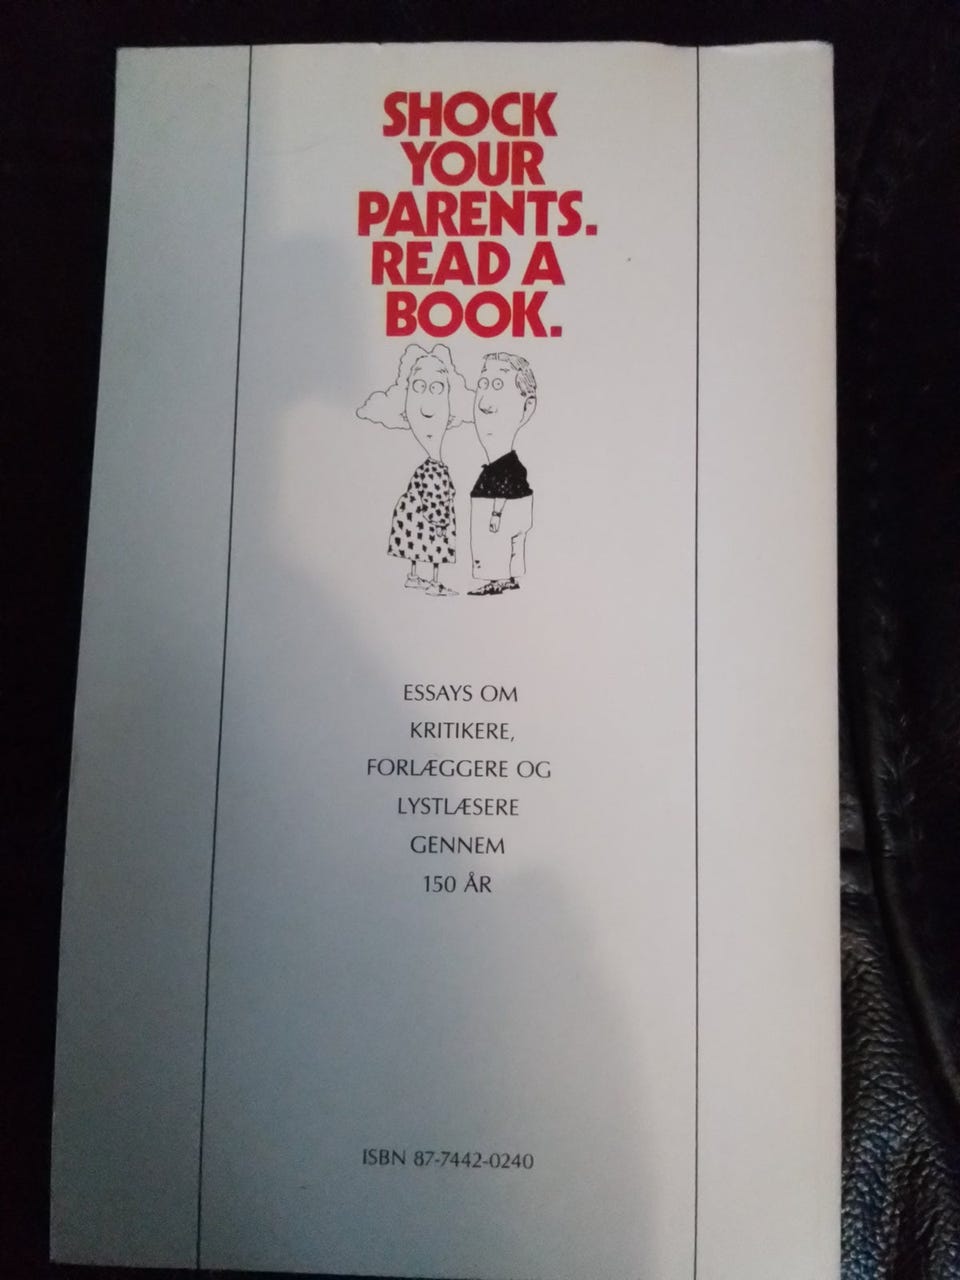 SHOCK
YOUR
PARENTS.
READ A
BOOK.
ESSAYS OM
KRITIKERE,
FORLÆGGERE OG
LYSTLÆSERE
GENNEM
150 ÅR
ISBN 87-7442-0240